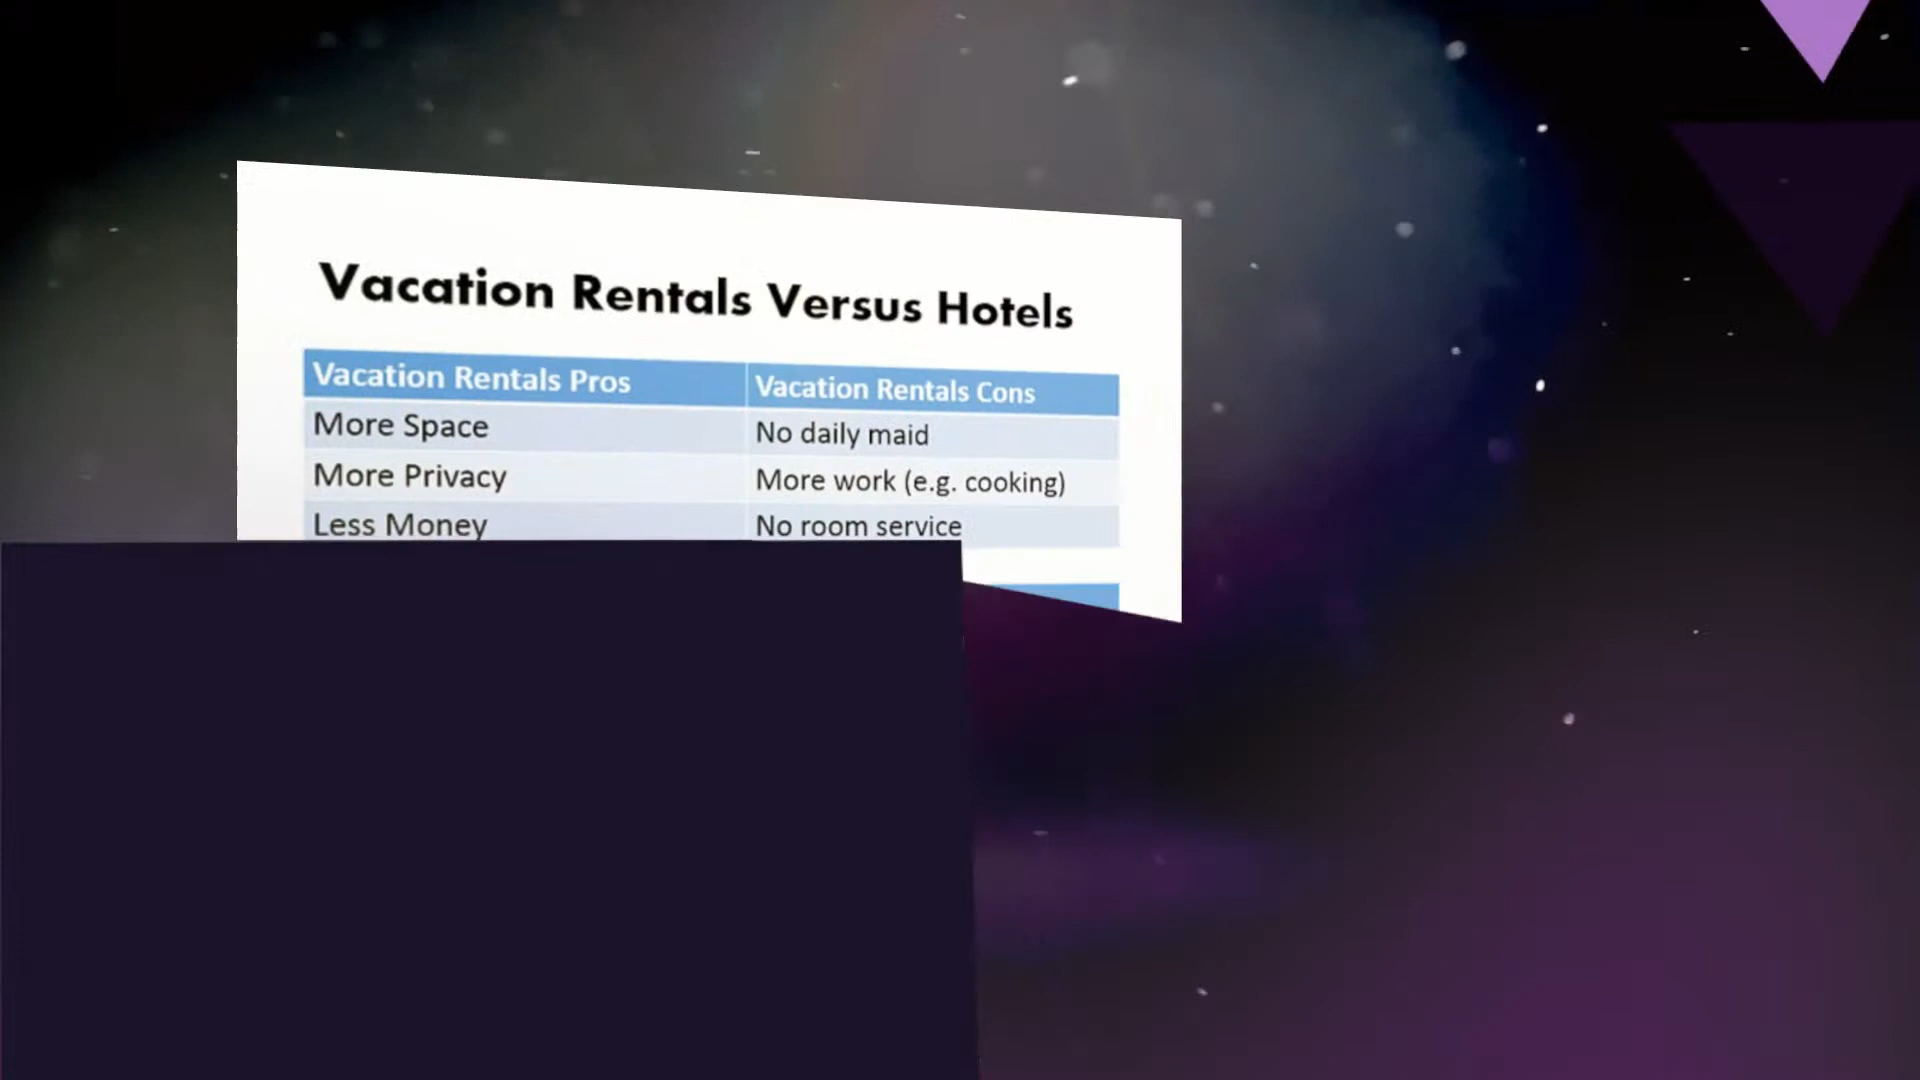 Vacation Rentals Versus Hotels
Vacation Rentals Pros Vacation Rentals Cons
More Space No daily maid
More Privacy More work (e.g. cooking)
Less Money No room service